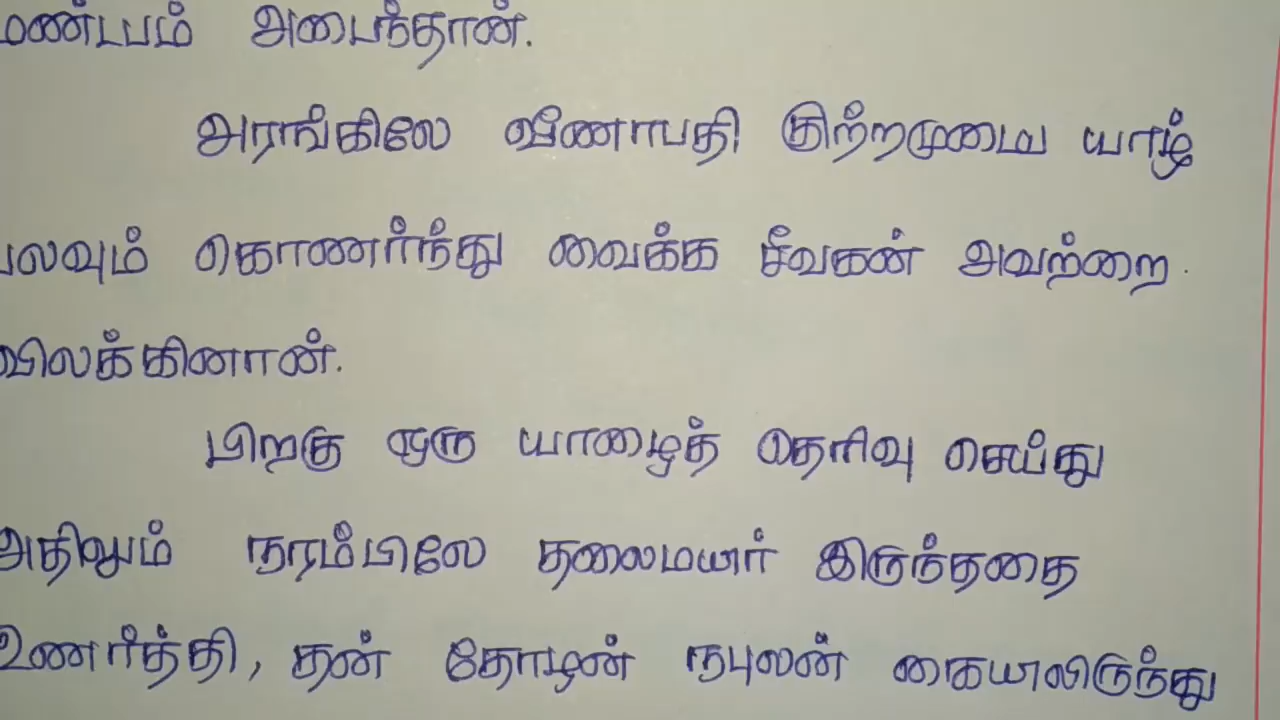 மண்டபம் அடைந்தான்.
அரங்கிலே வீணாபதி குற்றமுமைய யாழ்
பலவும் கொணர்ந்து வைக்க சீவகன் அவற்றை
விலக்கினான்.
பிறகு ஒரு யாழைத் தெரிவு செய்து
அதிலும் நரம்பிலே தலைமயிர் இருந்ததை
உணர்த்தி, தன் தோழன் நபுலன் கையிலிருந்து